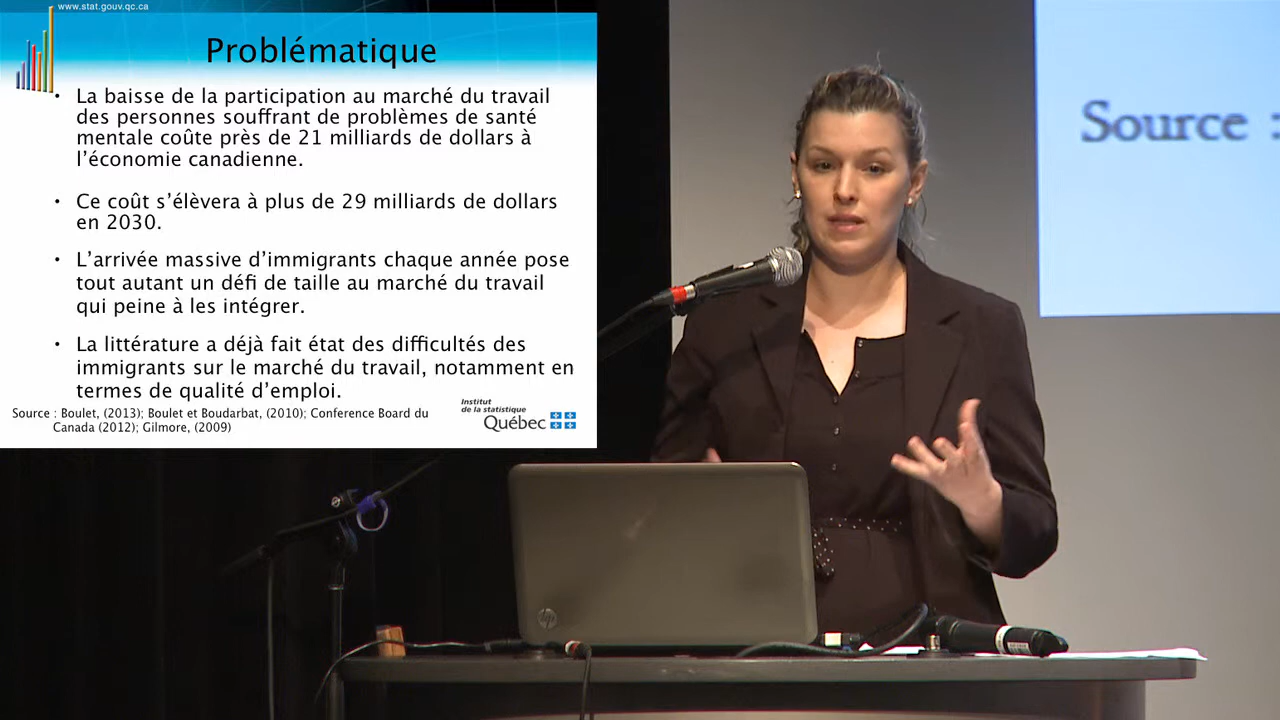 www.stat.gouv.qc.ca
Problématique
• La baisse de la participation au marché du travail
des personnes souffrant de problèmes de santé
mentale coûte près de 21 milliards de dollars à
l’économie canadienne.
• Ce coût s’élèvera à plus de 29 milliards de dollars
en 2030.
• L’arrivée massive d’immigrants chaque année pose
tout autant un défi de taille au marché du travail
qui peine à les intégrer.
• La littérature a déjà fait état des difficultés des
immigrants sur le marché du travail, notamment en
termes de qualité d’emploi.
Source : Boulet, (2013); Boulet et Boudarbat, (2010); Conference Board du
Canada (2012); Gilmore, (2009)
Institut
de la statistique
Québec
Source :
hp